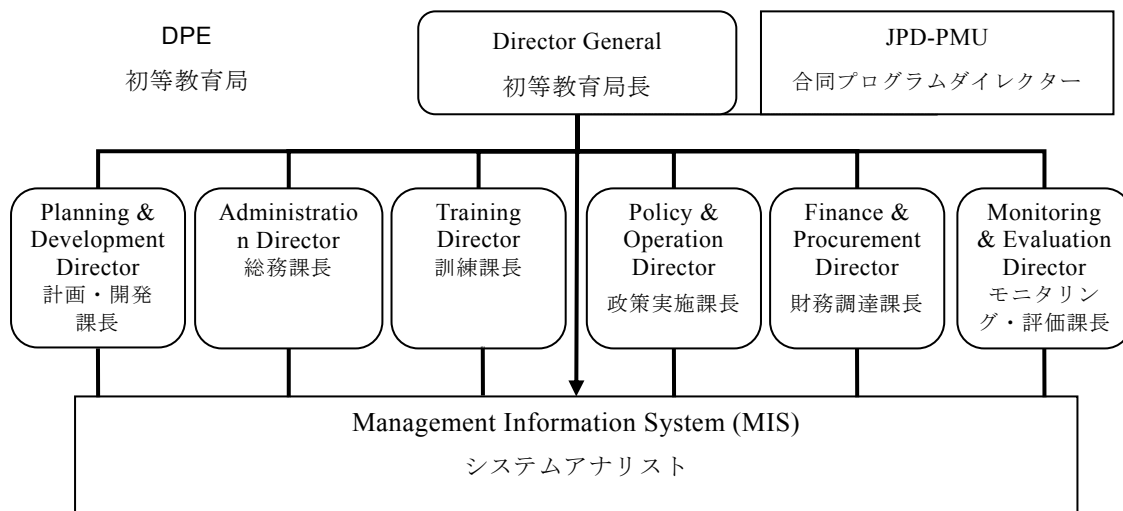 DPE
初等教育局
Director General
初等教育局長
JPD-PMU
合同プログラムダイレクター
Planning &
Development
Director
計画・開発
課長
Administratio
n Director
総務課長
Training
Director
訓練課長
Policy &
Operation
Director
政策実施課長
Finance &
Procurement
Director
財務調達課長
Monitoring
& Evaluation
Director
モニタリン
グ・評価課長
Management Information System (MIS)
システムアナリスト